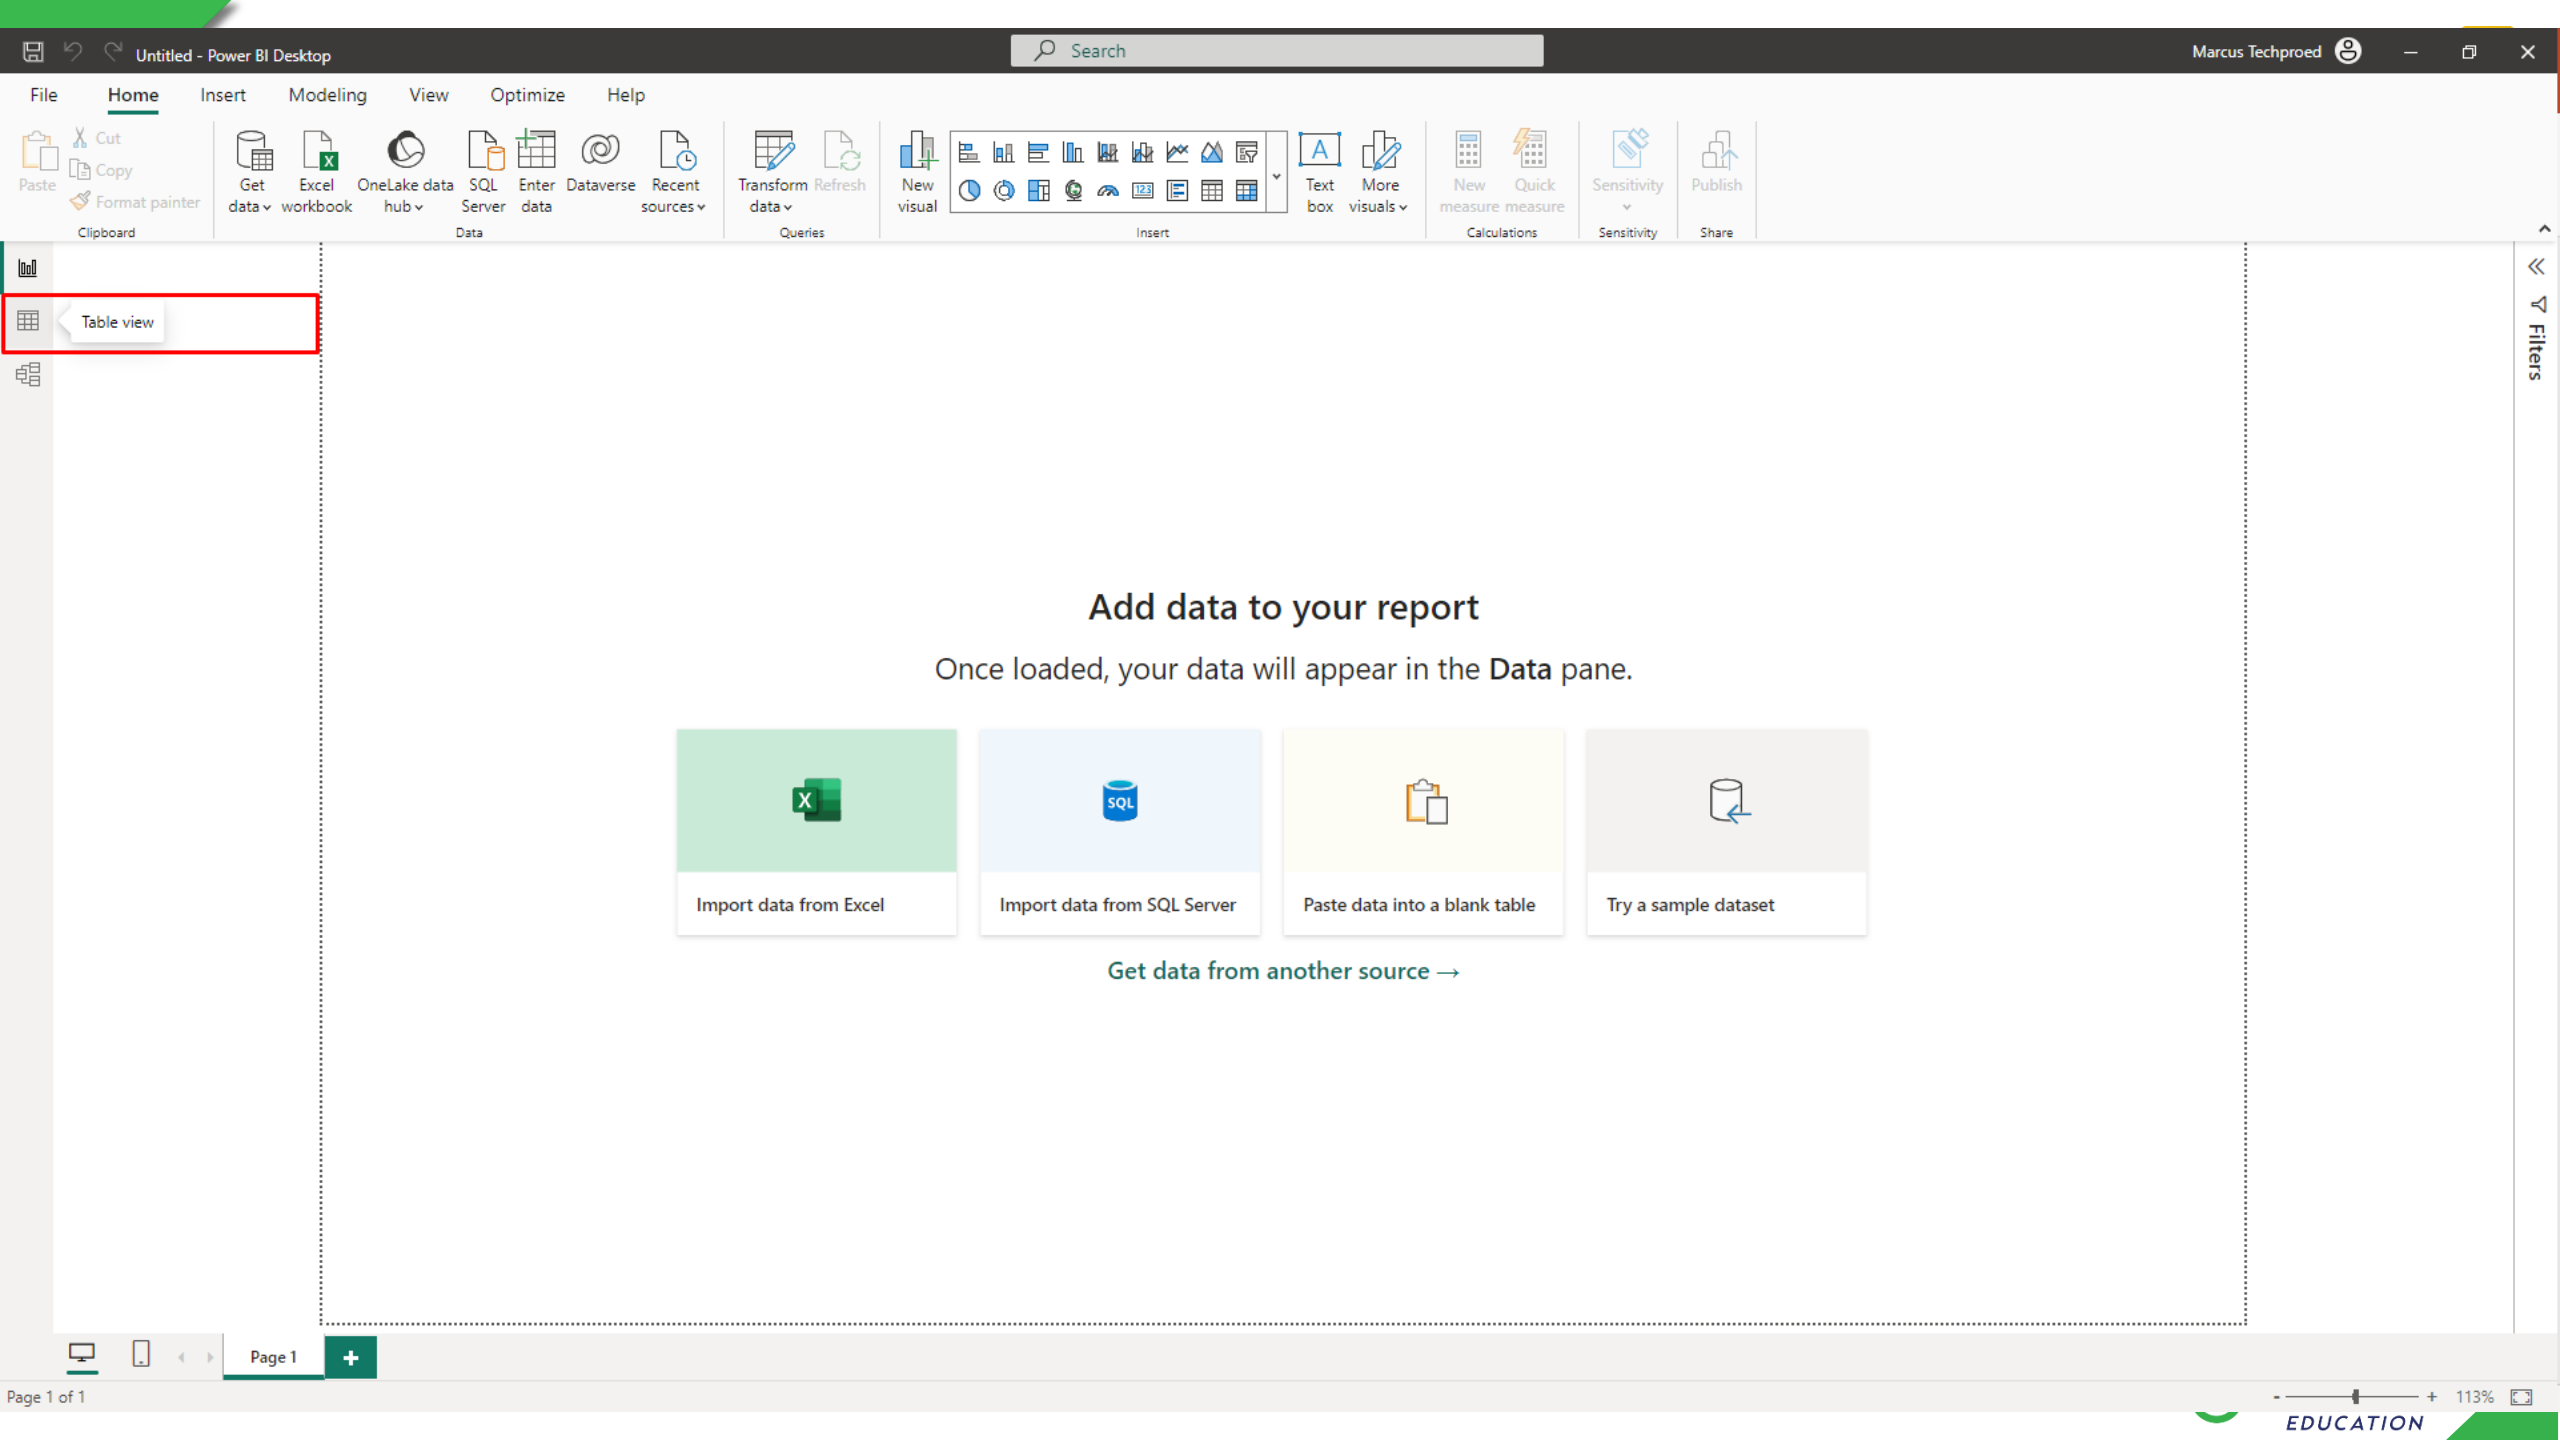 Untitled - Power BI Desktop
Search
Marcus Techproed
File Home Insert Modeling View Optimize Help
Paste
Cut
Copy
Format painter
Clipboard
Get data
Excel workbook
OneLake data hub
SQL Server
Enter data
Dataverse
Recent sources
Data
Transform data
Refresh
Queries
New visual
123
Insert
A
Text box
More visuals
New measure
Quick measure
Calculations
Sensitivity
Sensitivity
Publish
Share
Table view
Filters
Add data to your report
Once loaded, your data will appear in the Data pane.
X
SQL
Import data from Excel
Import data from SQL Server
Paste data into a blank table
Try a sample dataset
Get data from another source →
Page 1
+
Page 1 of 1
- + 113%
EDUCATION